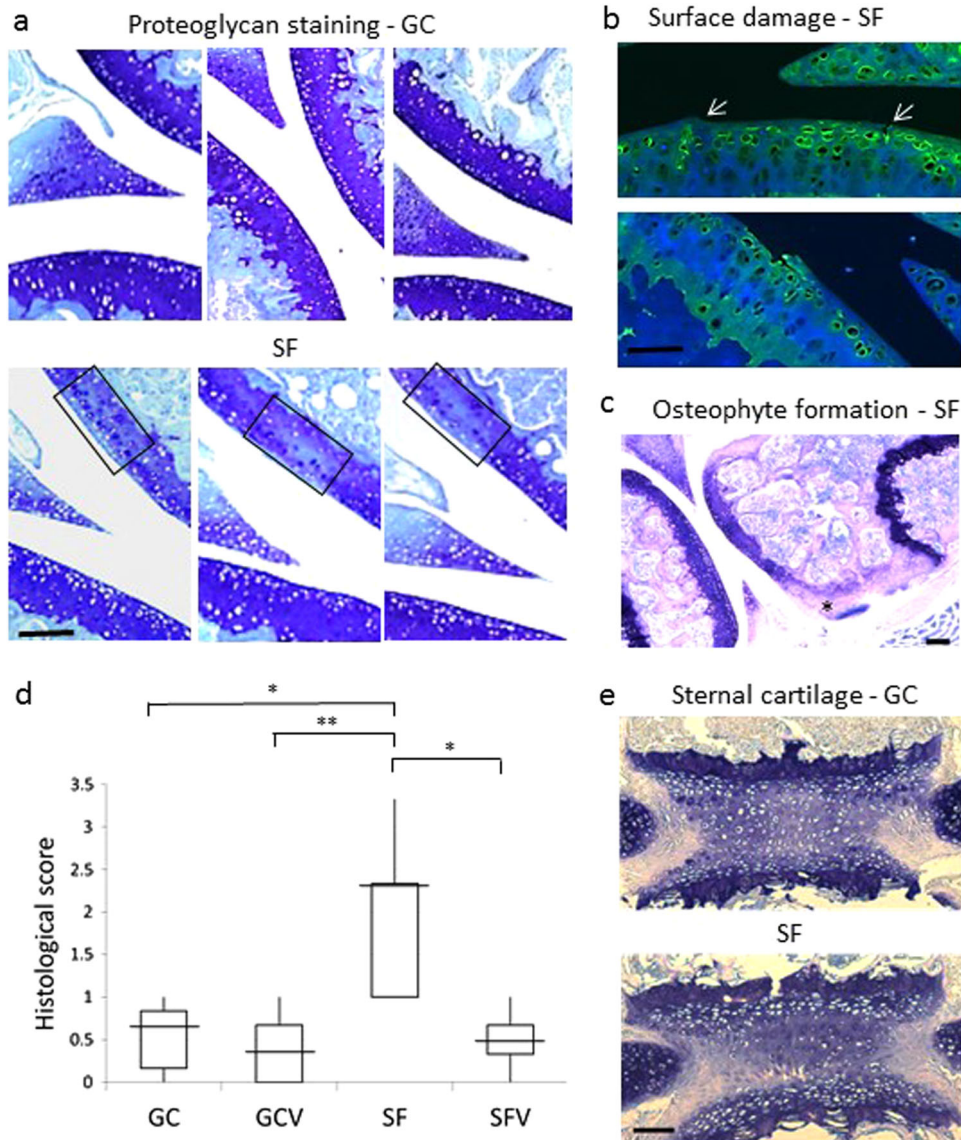 a
Proteoglycan staining - GC
SF
b
Surface damage - SF
c
Osteophyte formation - SF
*
d
*
**
*
Histological score
3.5
3
2.5
2
1.5
1
0.5
0
GC GCV SF SFV
e
Sternal cartilage - GC
SF